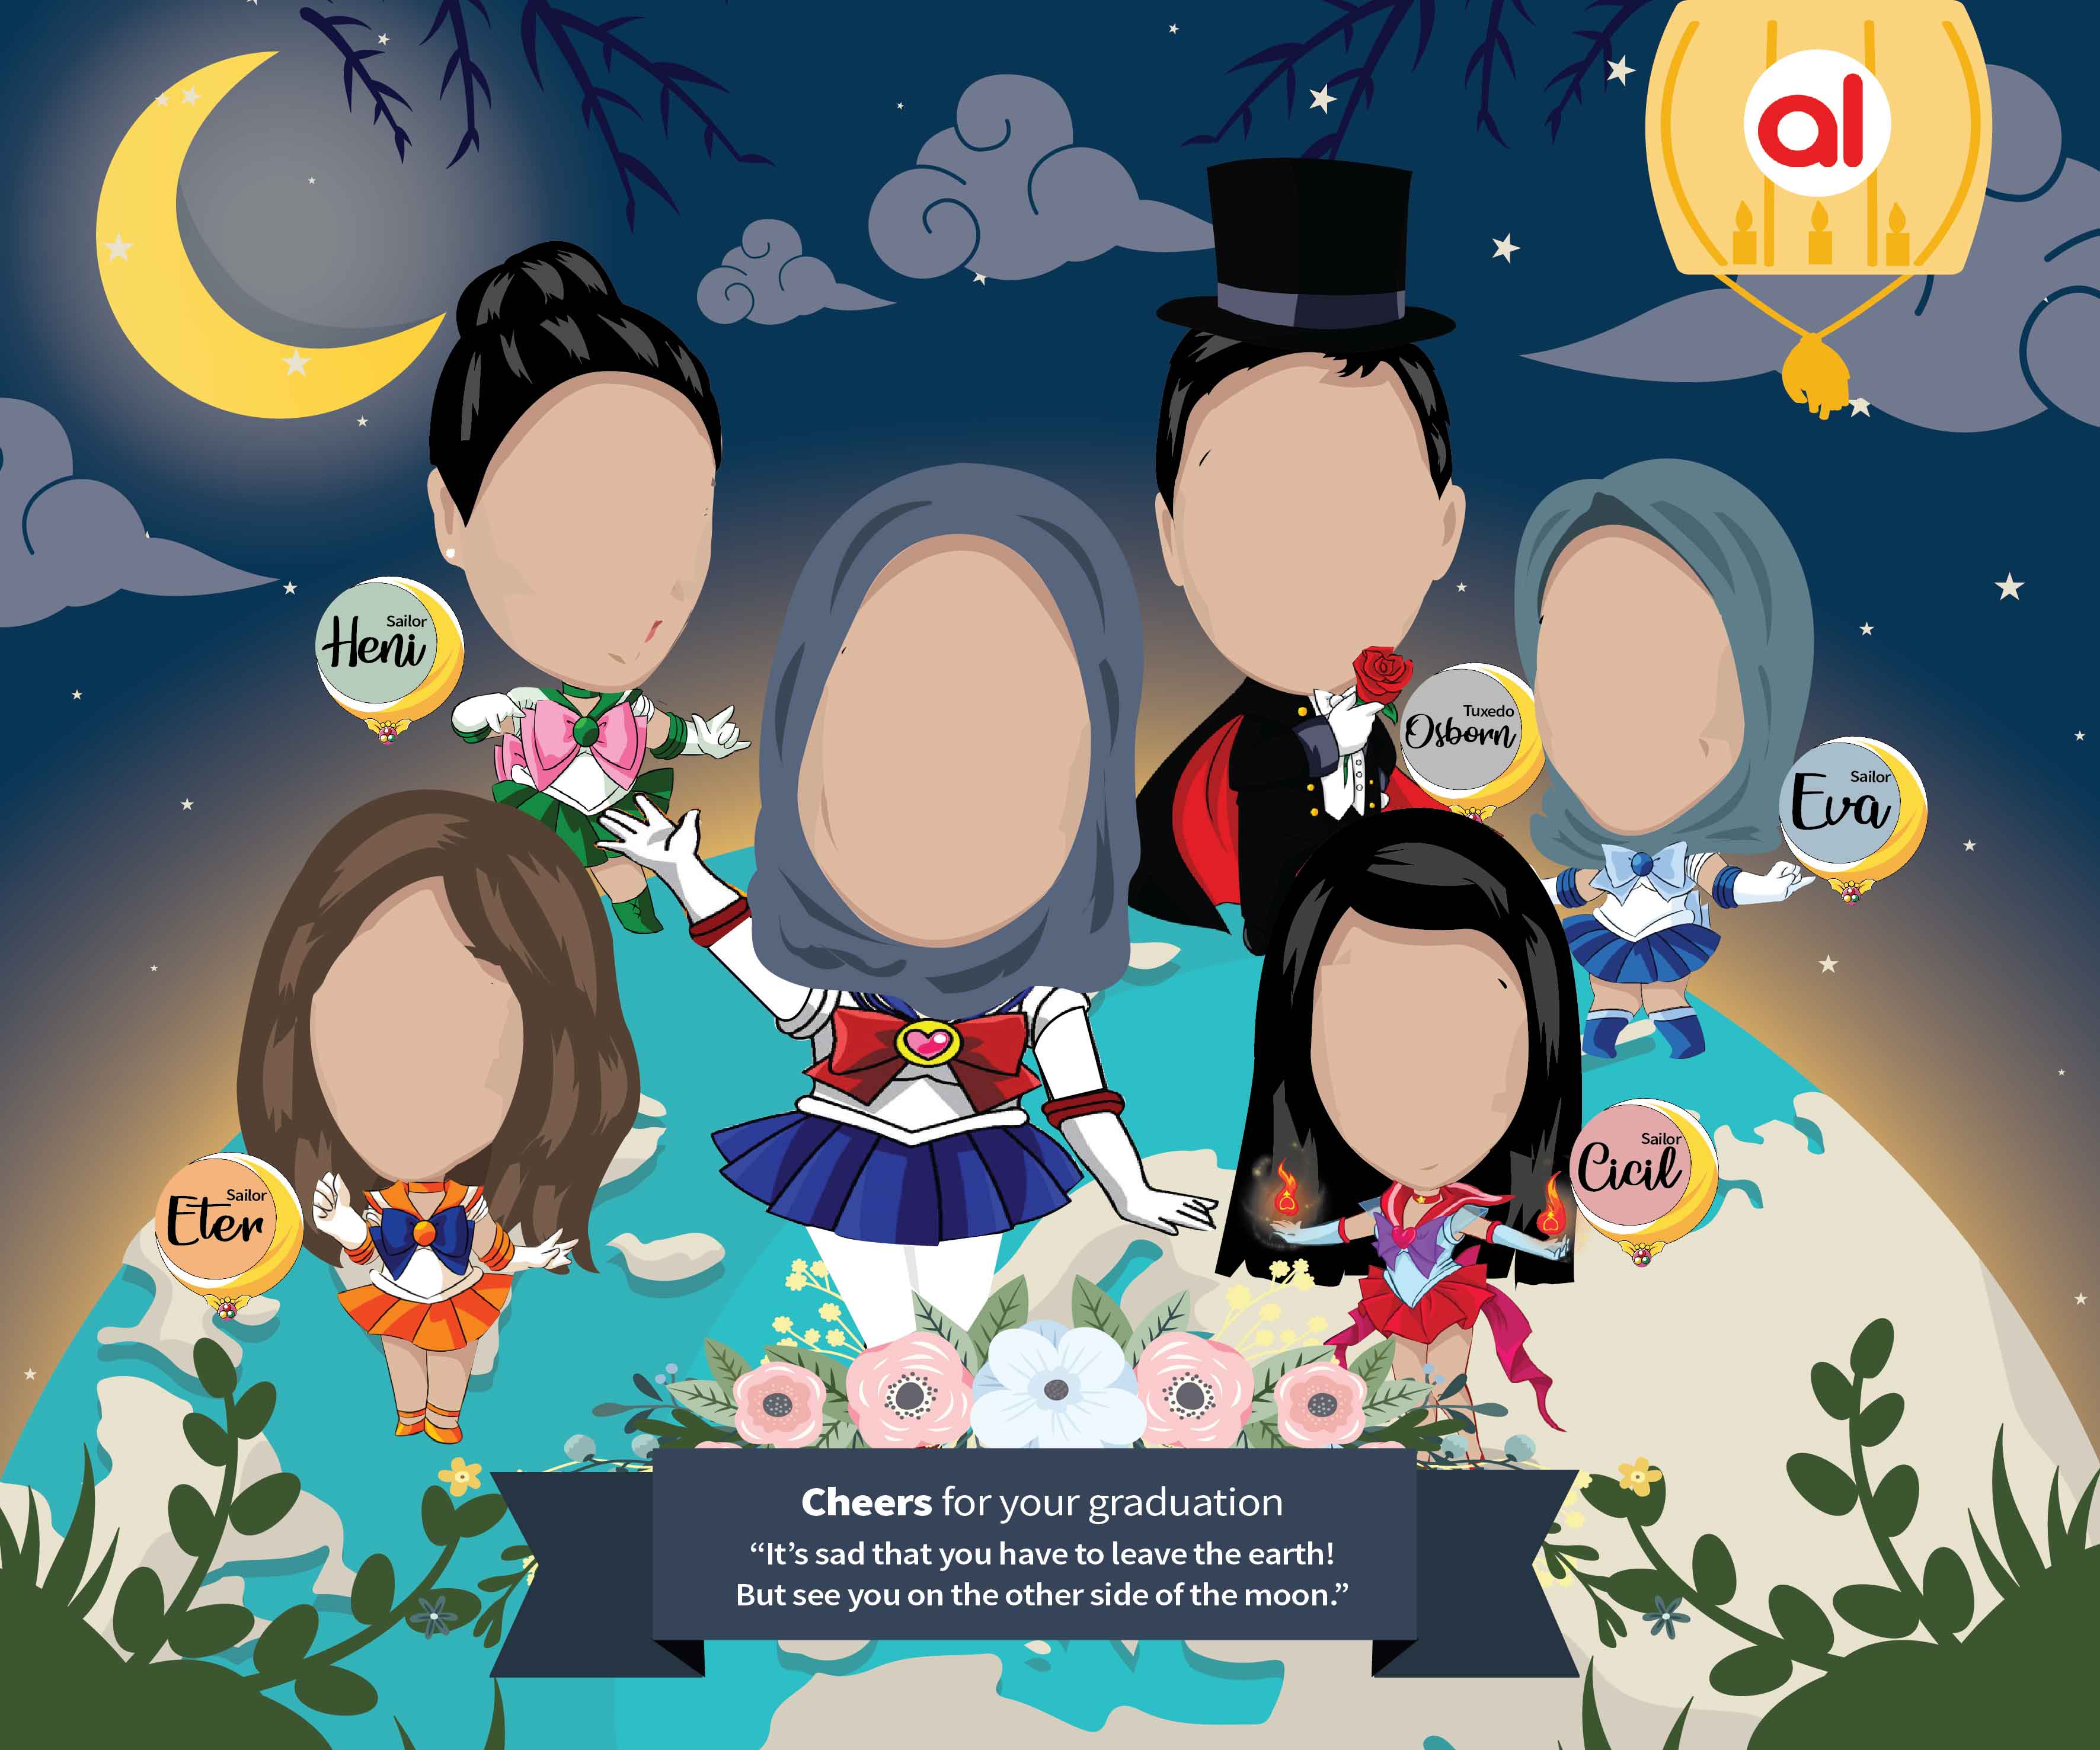 al
Sailor
Heni
Tuxedo
Osborn
Sailor
Eva
Sailor
Cicil
Sailor
Eter
Cheers for your graduation
“It’s sad that you have to leave the earth!
But see you on the other side of the moon.”